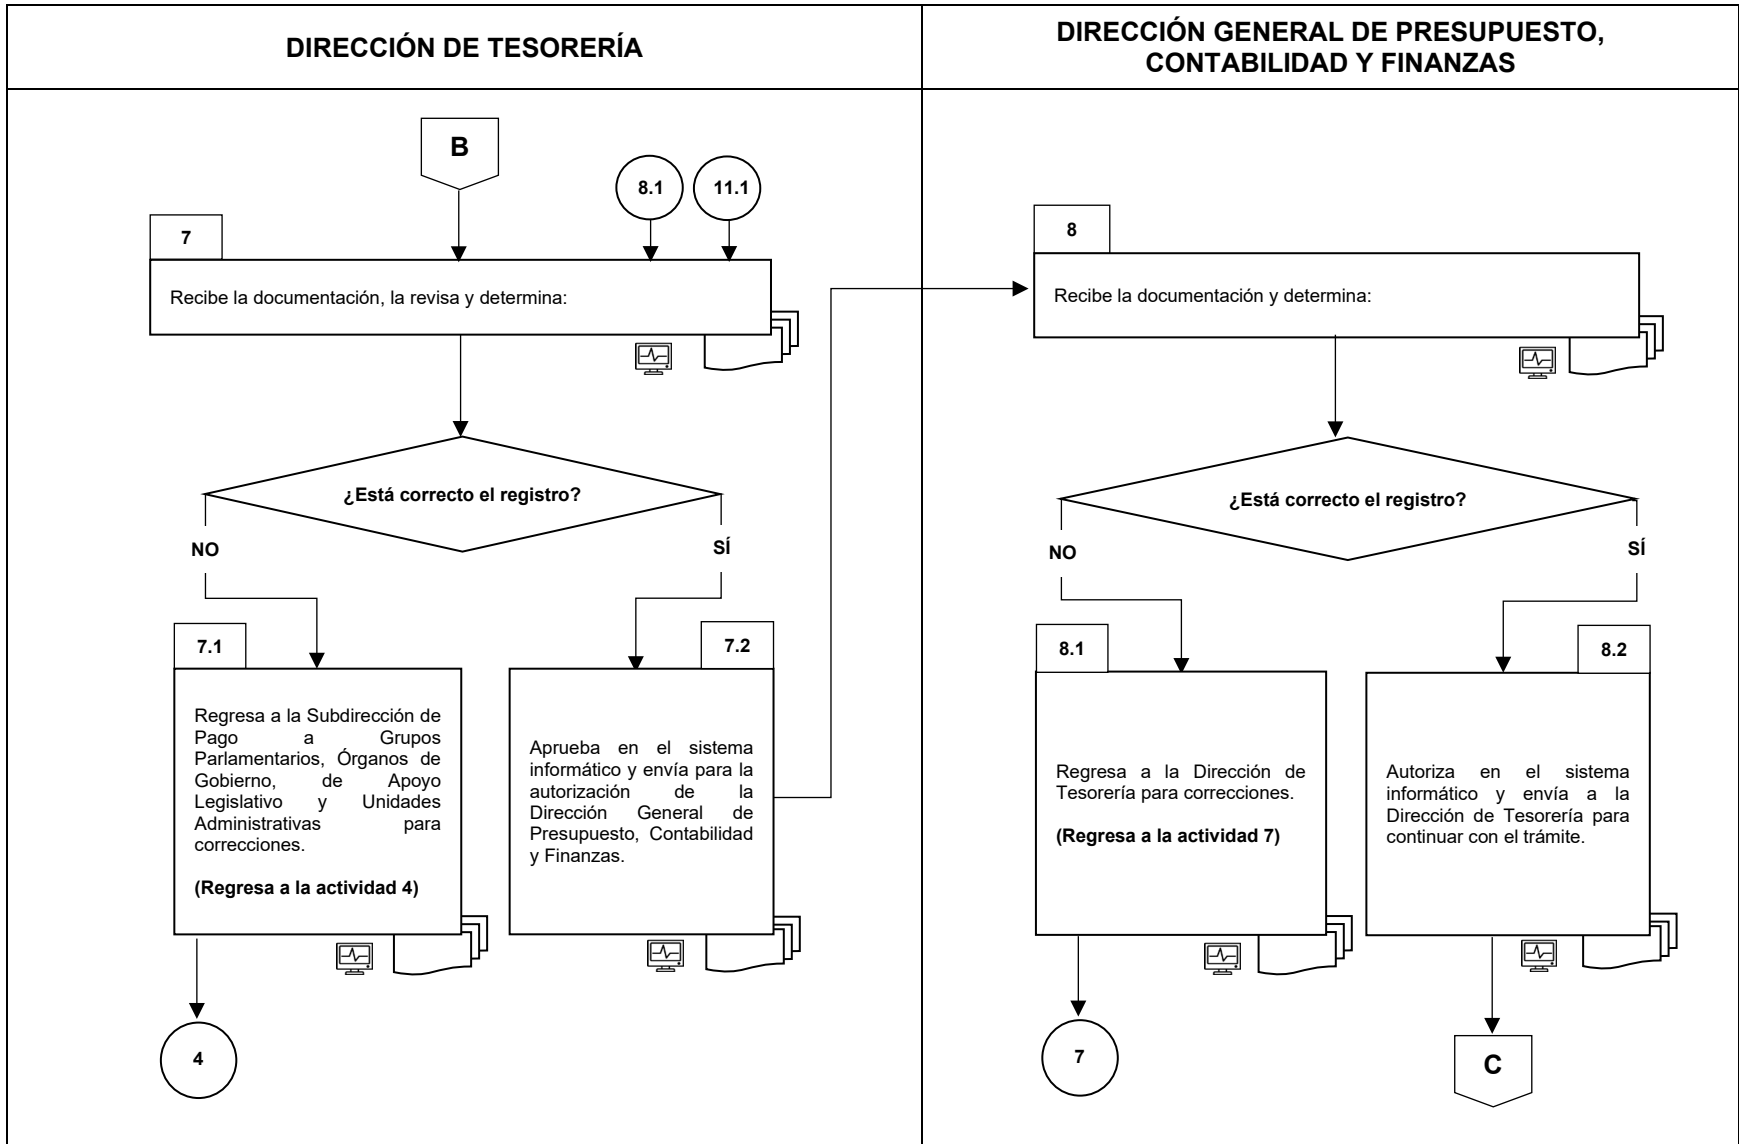 DIRECCIÓN DE TESORERÍA
DIRECCIÓN GENERAL DE PRESUPUESTO,
CONTABILIDAD Y FINANZAS
B
8.1
11.1
7
Recibe la documentación, la revisa y determina:
¿Está correcto el registro?
NO
SÍ
7.1
Regresa a la Subdirección de
Pago a Grupos
Parlamentarios, Órganos de
Gobierno, de Apoyo
Legislativo y Unidades
Administrativas para
correcciones.
(Regresa a la actividad 4)
4
7.2
Aprueba en el sistema
informático y envía para la
autorización de la
Dirección General de
Presupuesto, Contabilidad
y Finanzas.
8
Recibe la documentación y determina:
¿Está correcto el registro?
NO
SÍ
8.1
Regresa a la Dirección de
Tesorería para correcciones.
(Regresa a la actividad 7)
7
8.2
Autoriza en el sistema
informático y envía a la
Dirección de Tesorería para
continuar con el trámite.
C